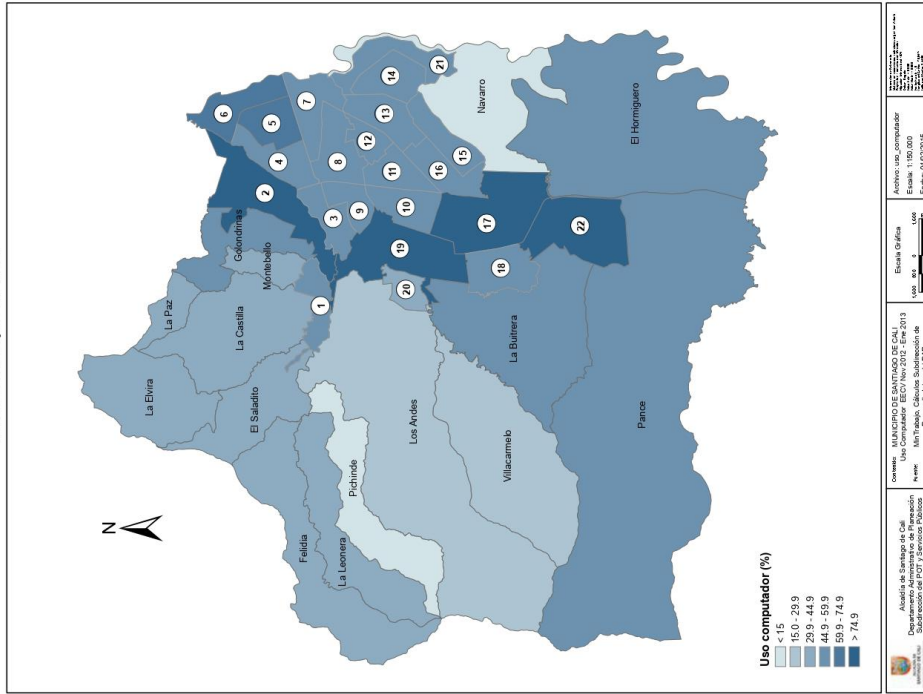 N
La Elvira
La Paz
La Castilla
Golondrinas
Montebello
El Saladito
Felidia
La Leonera
Pichinde
Los Andes
Villacarmelo
La Buitrera
Pance
Navarro
El Hormiguero
1
2
3
4
5
6
7
8
9
10
11
12
13
14
15
16
17
18
19
20
21
22
Uso computador (%)
< 15
15.0 - 29.9
29.9 - 44.9
44.9 - 59.9
59.9 - 74.9
> 74.9
Alcaldía de Santiago de Cali
Departamento Administrativo de Planeación
Subdirección del POT y Servicios Públicos
MUNICIPIO DE SANTIAGO DE CALI
Uso Computador EECV Nov 2012 - Ene 2013
Fuente: MinTrabajo, Cálculos Subdirección de
Escala Gráfica
Archivo: uso_computador
Escala: 1:150.000